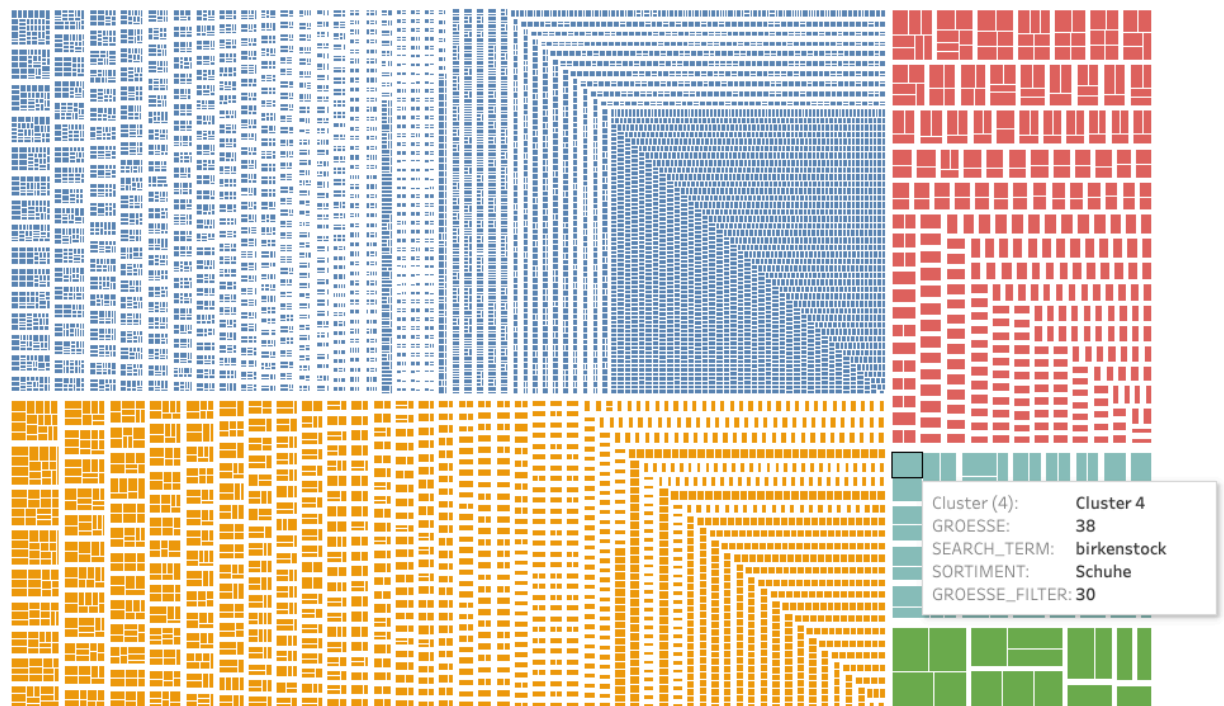 Cluster (4): Cluster 4
GROESSE: 38
SEARCH_TERM: birkenstock
SORTIMENT: Schuhe
GROESSE_FILTER: 30